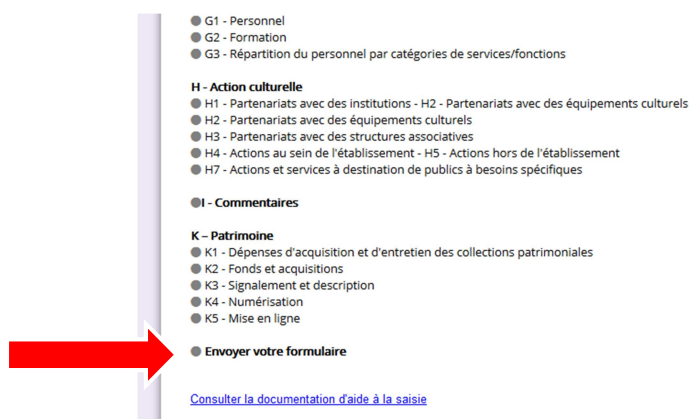 G1 - Personnel
G2 - Formation
G3 - Répartition du personnel par catégories de services/fonctions
H - Action culturelle
H1 - Partenariats avec des institutions - H2 - Partenariats avec des équipements culturels
H2 - Partenariats avec des équipements culturels
H3 - Partenariats avec des structures associatives
H4 - Actions au sein de l'établissement - H5 - Actions hors de l'établissement
H7 - Actions et services à destination de publics à besoins spécifiques
I - Commentaires
K – Patrimoine
K1 - Dépenses d'acquisition et d'entretien des collections patrimoniales
K2 - Fonds et acquisitions
K3 - Signalement et description
K4 - Numérisation
K5 - Mise en ligne
Envoyer votre formulaire
Consulter la documentation d'aide à la saisie